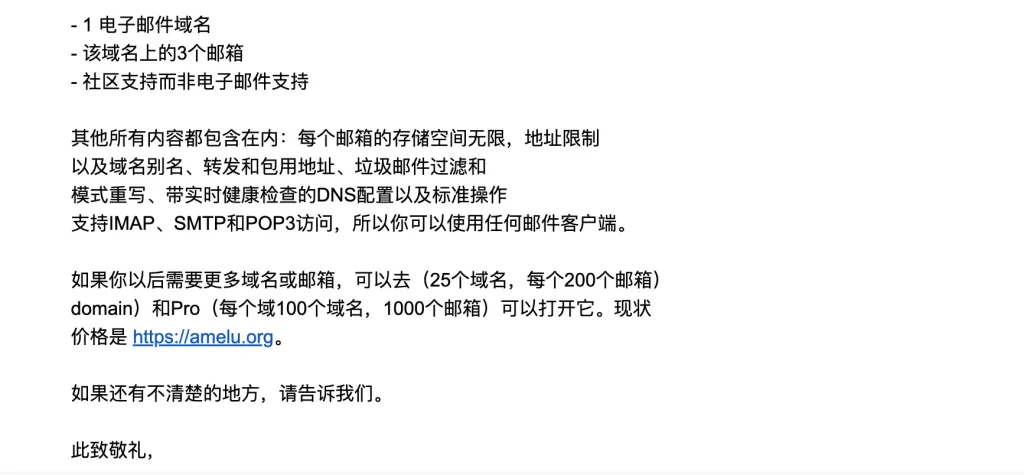 - 1 电子邮件域名
- 该域名上的3个邮箱
- 社区支持而非电子邮件支持
其他所有内容都包含在内：每个邮箱的存储空间无限，地址限制
以及域名别名、转发和包用地址、垃圾邮件过滤和
模式重写、带实时健康检查的DNS配置以及标准操作
支持IMAP、SMTP和POP3访问，所以你可以使用任何邮件客户端。
如果你以后需要更多域名或邮箱，可以去（25个域名，每个200个邮箱）
domain）和Pro（每个域100个域名，1000个邮箱）可以打开它。现状
价格是 https://amelu.org。
如果还有不清楚的地方，请告诉我们。
此致敬礼，